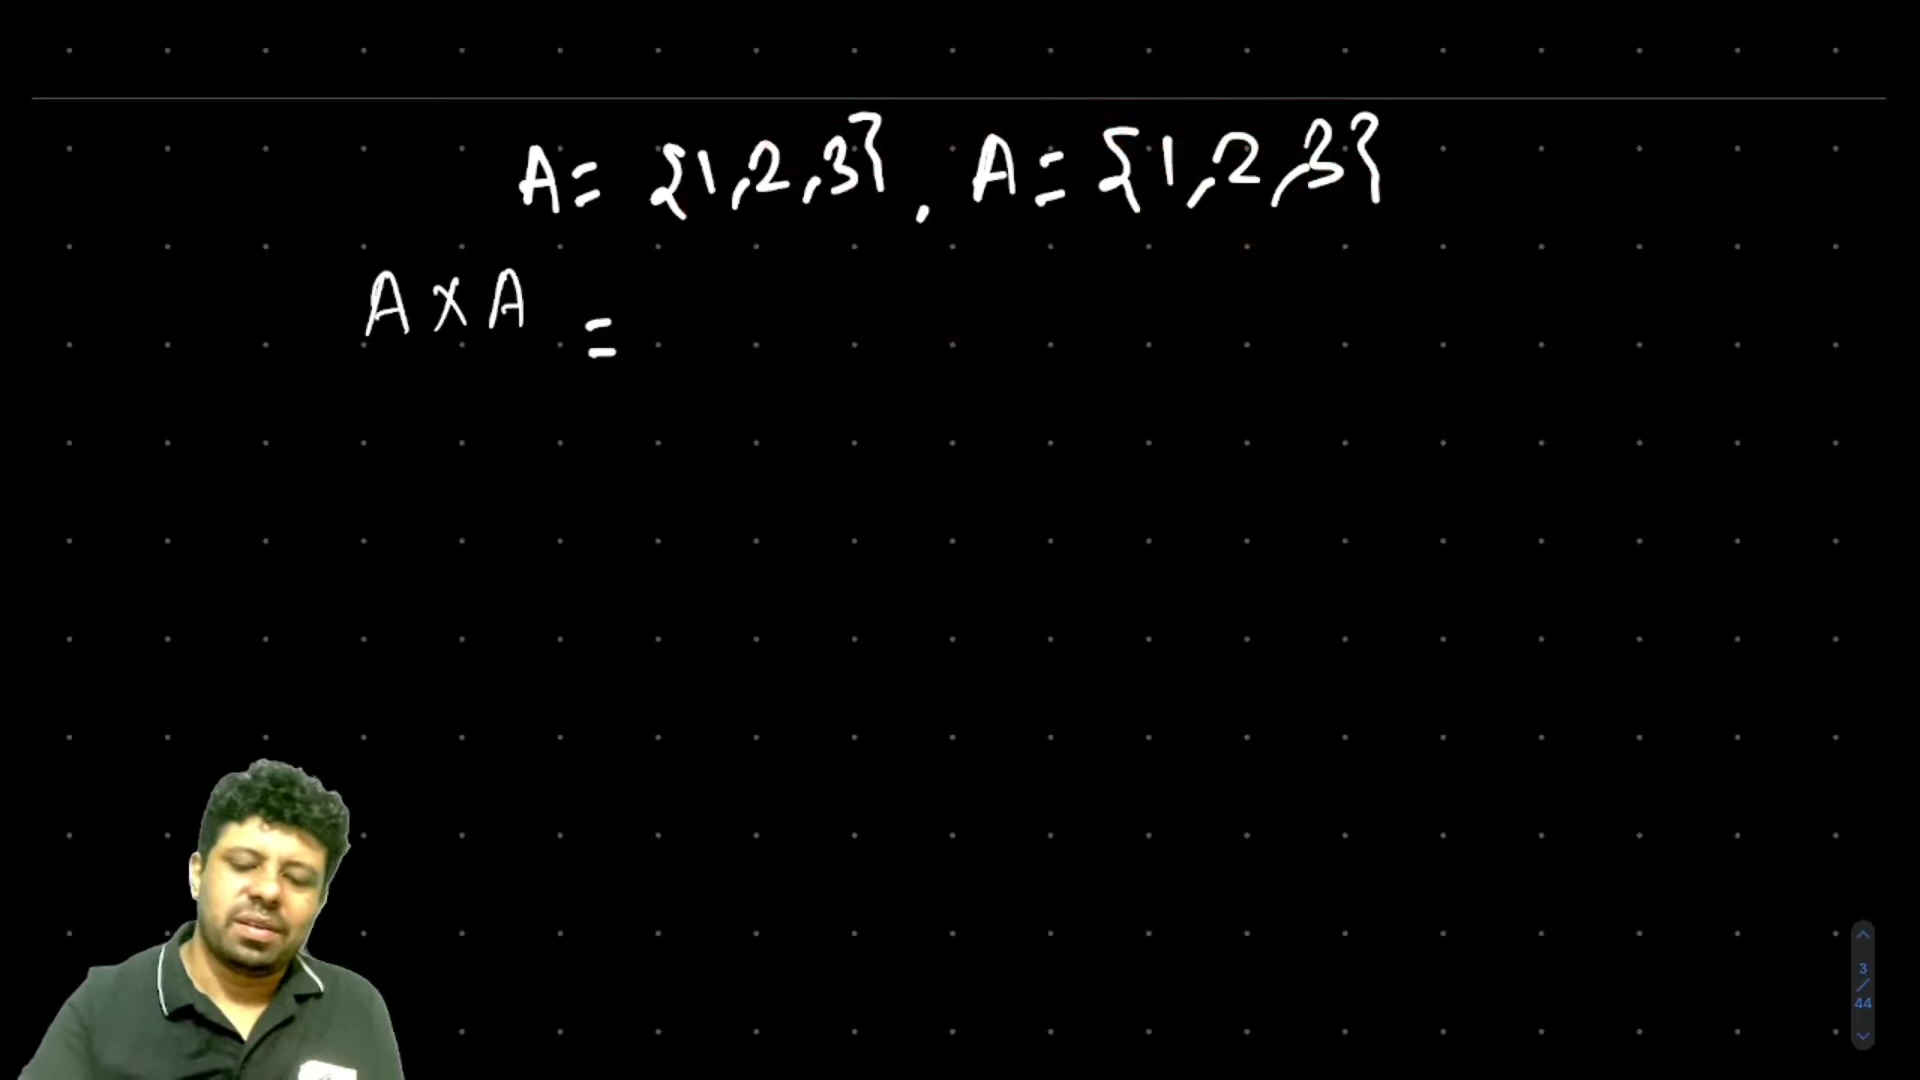 A = {1,2,3}, A = {1,2,3}
A x A =
3
/
44